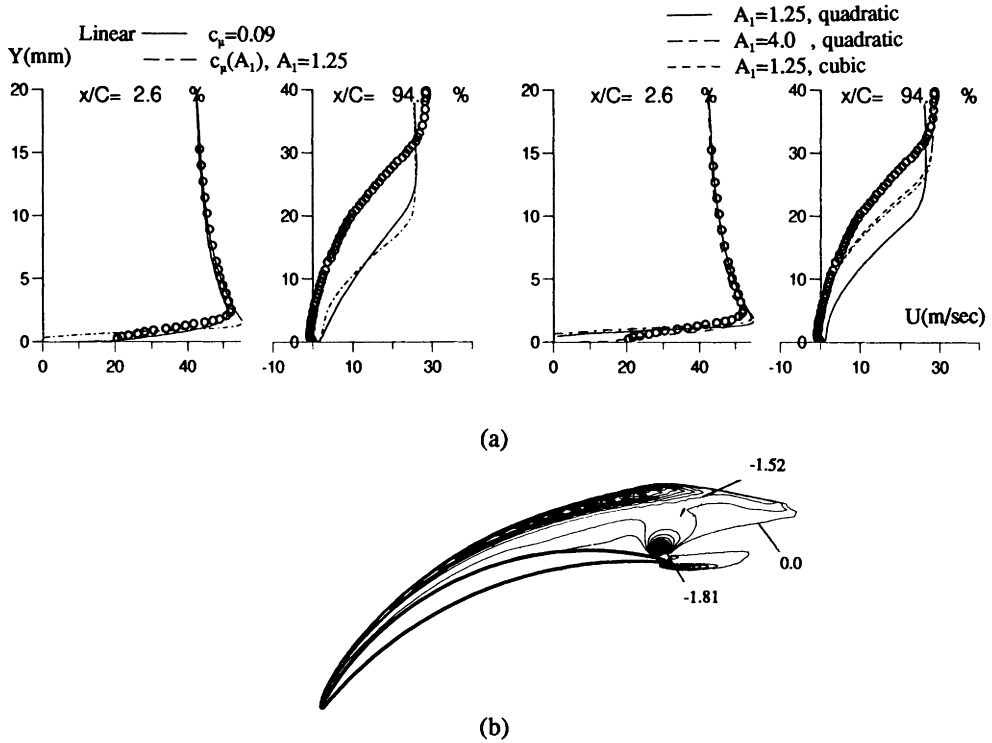 Linear c_μ=0.09
c_μ(A₁), A₁=1.25
A₁=1.25, quadratic
A₁=4.0 , quadratic
A₁=1.25, cubic
Y(mm)
x/C= 2.6 %
20
15
10
5
0
0 20 40
x/C= 94 %
40
30
20
10
0
-10 10 30
x/C= 2.6 %
20
15
10
5
0
0 20 40
x/C= 94 %
40
30
20
10
0
-10 10 30
U(m/sec)
(a)
-1.52
0.0
-1.81
(b)